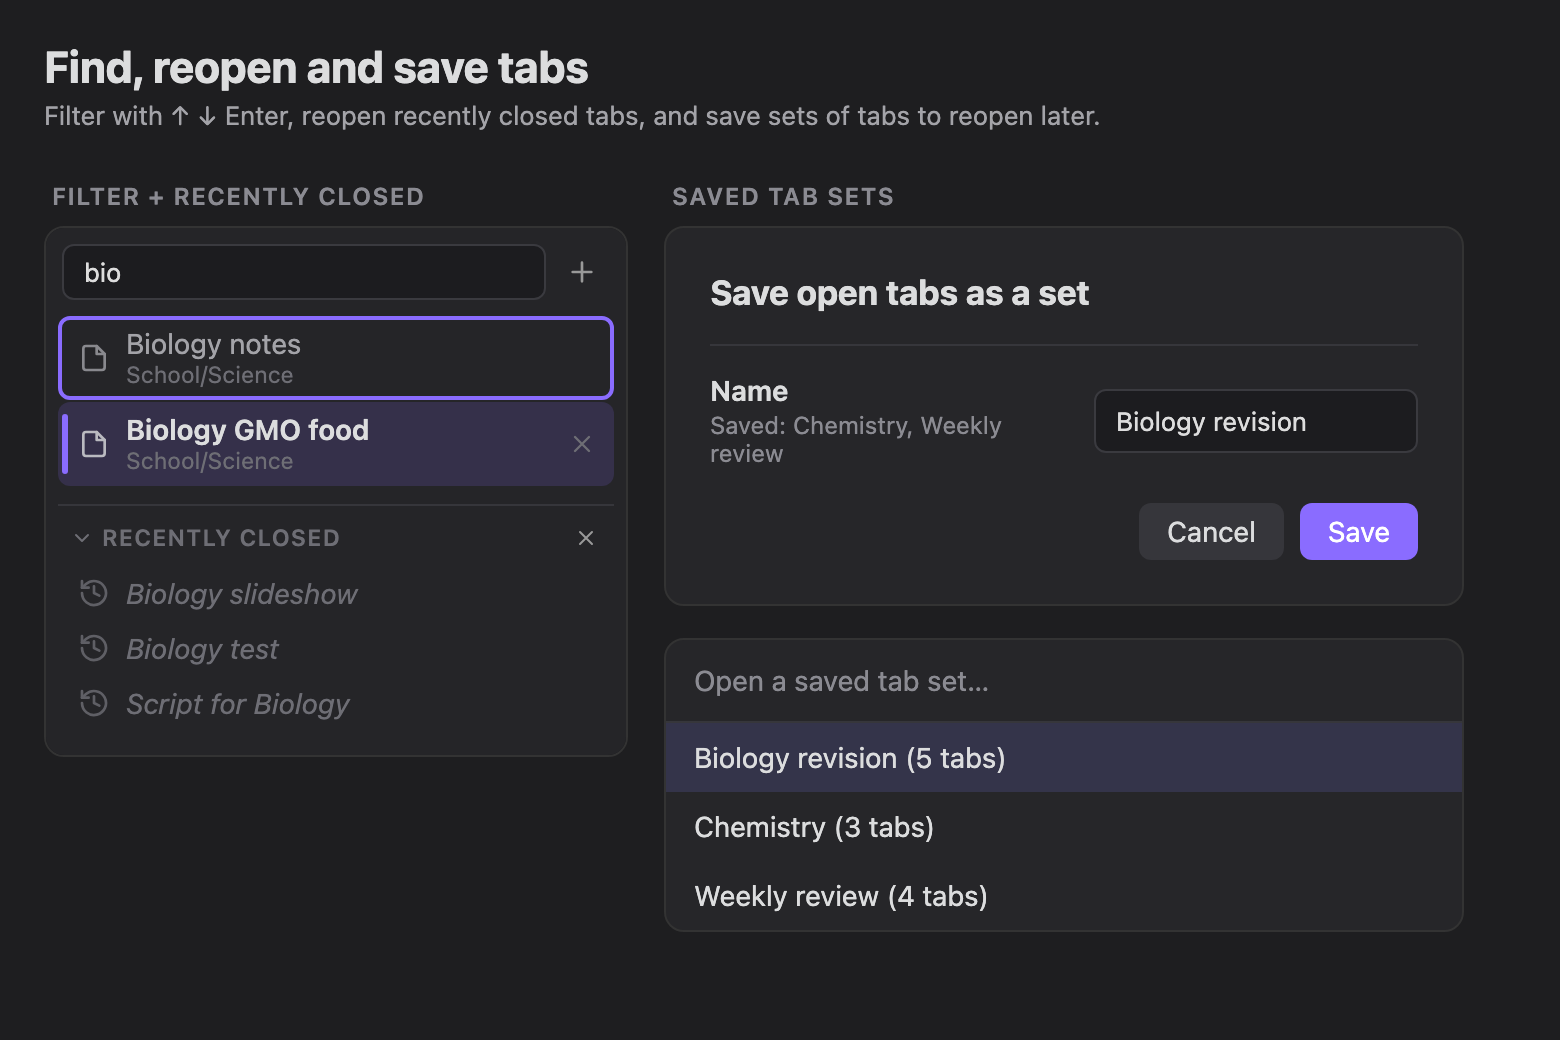 Find, reopen and save tabs
Filter with ↑ ↓ Enter, reopen recently closed tabs, and save sets of tabs to reopen later.
FILTER + RECENTLY CLOSED
bio
Biology notes
School/Science
Biology GMO food
School/Science
RECENTLY CLOSED
Biology slideshow
Biology test
Script for Biology
SAVED TAB SETS
Save open tabs as a set
Name
Saved: Chemistry, Weekly
review
Biology revision
Cancel
Save
Open a saved tab set...
Biology revision (5 tabs)
Chemistry (3 tabs)
Weekly review (4 tabs)